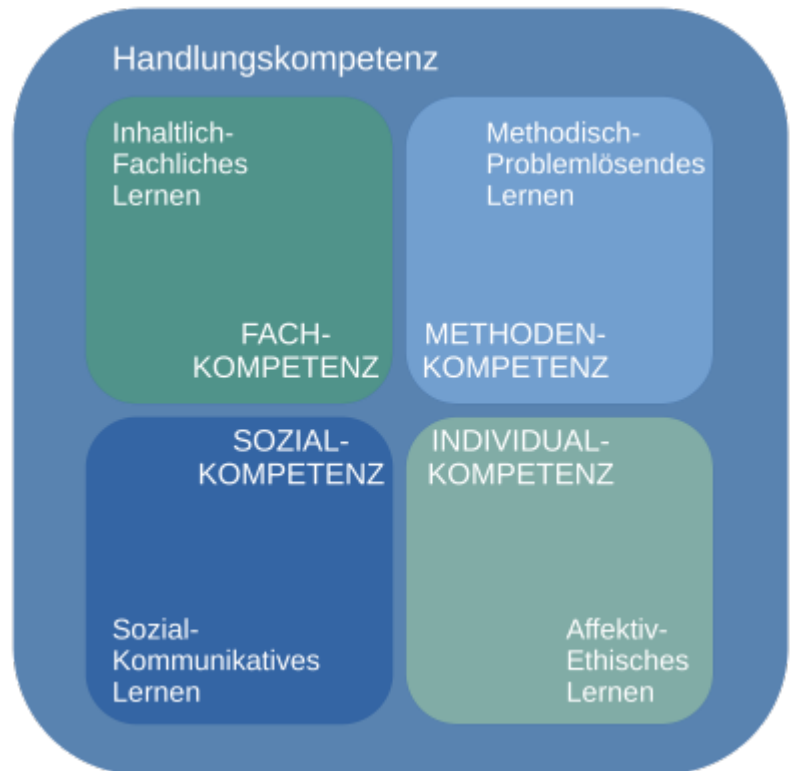 Handlungskompetenz
Inhaltlich-
Fachliches
Lernen
FACH-
KOMPETENZ
Methodisch-
Problemlösendes
Lernen
METHODEN-
KOMPETENZ
SOZIAL-
KOMPETENZ
Sozial-
Kommunikatives
Lernen
INDIVIDUAL-
KOMPETENZ
Affektiv-
Ethisches
Lernen